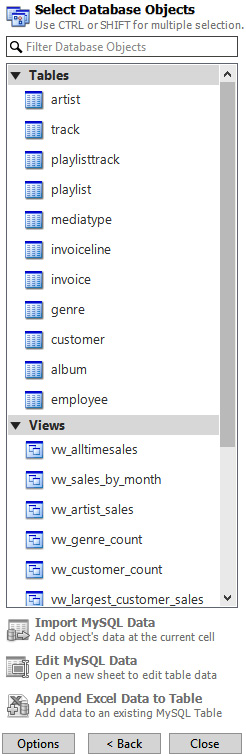 Select Database Objects
Use CTRL or SHIFT for multiple selection.
Filter Database Objects
Tables
artist
track
playlisttrack
playlist
mediatype
invoiceline
invoice
genre
customer
album
employee
Views
vw_alltimesales
vw_sales_by_month
vw_artist_sales
vw_genre_count
vw_customer_count
vw_largest_customer_sales
Import MySQL Data
Add object's data at the current cell
Edit MySQL Data
Open a new sheet to edit table data
Append Excel Data to Table
Add data to an existing MySQL Table
Options
< Back
Close